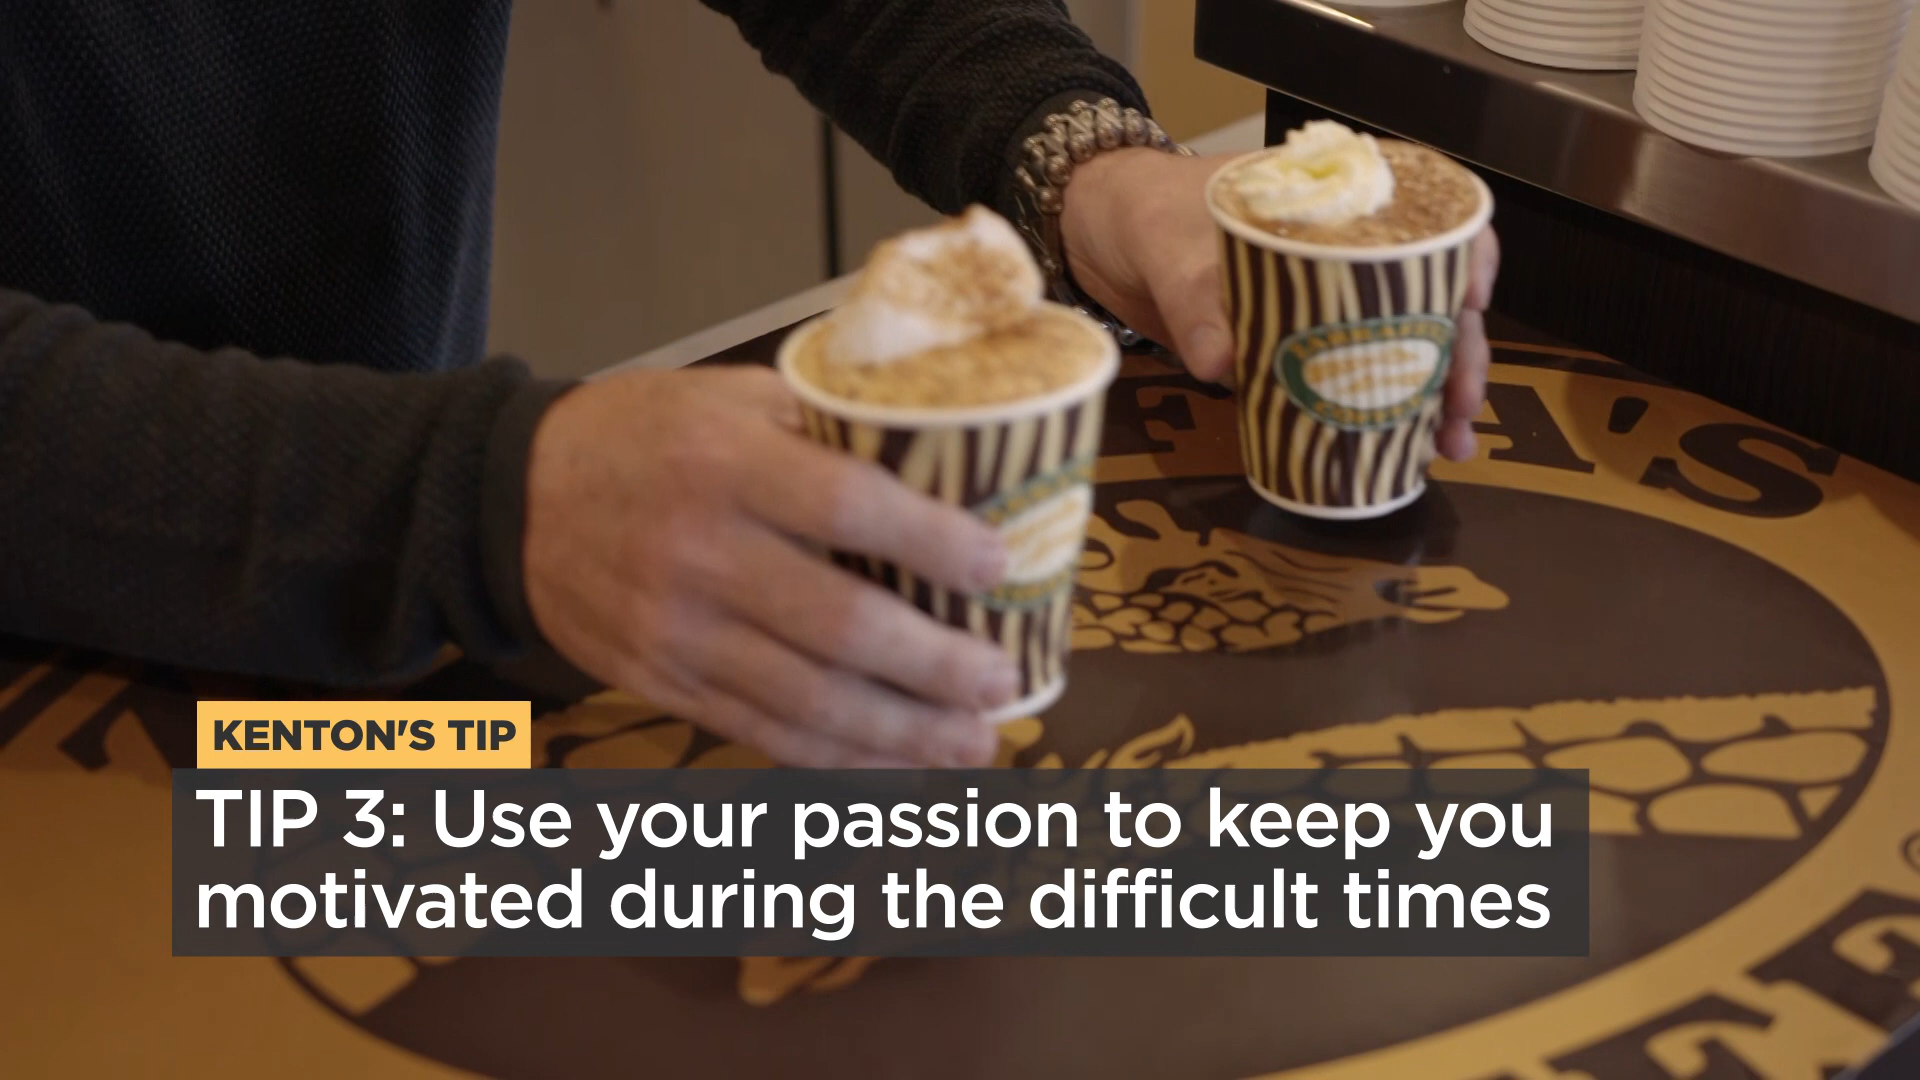 KENTON'S TIP
TIP 3: Use your passion to keep you
motivated during the difficult times